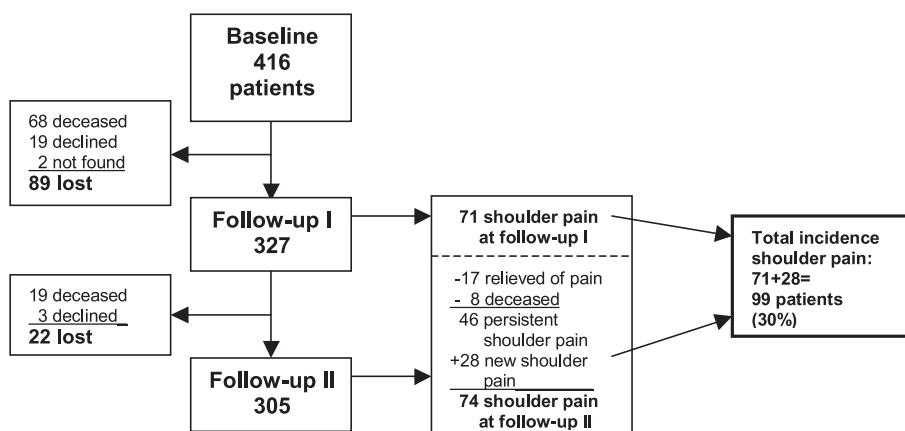 Baseline
416
patients
68 deceased
19 declined
2 not found
89 lost
Follow-up I
327
71 shoulder pain
at follow-up I
Total incidence
shoulder pain:
71+28=
99 patients
(30%)
-17 relieved of pain
- 8 deceased
46 persistent
shoulder pain
+28 new shoulder
pain
74 shoulder pain
at follow-up II
19 deceased
3 declined
22 lost
Follow-up II
305